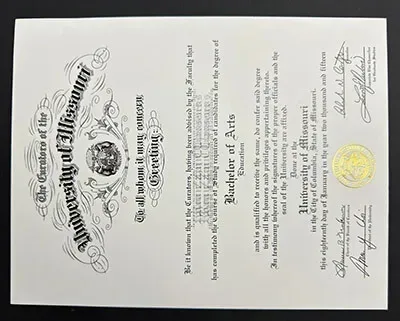 The Curators of the
University of Missouri
To all whom it may concern
Greeting
Be it known that the Curators, having been advised by the Faculty that
has completed the Course of Study required of candidates for the degree of
Bachelor of Arts
Education
and is qualified to receive the same, do confer said degree
with all the honors and privileges appertaining thereto.
In testimony whereof the signatures of the proper officials and the
seal of the University are affixed.
Done at the
University of Missouri
in the City of Columbia, State of Missouri.
this eighteenth day of January in the year two thousand and fifteen